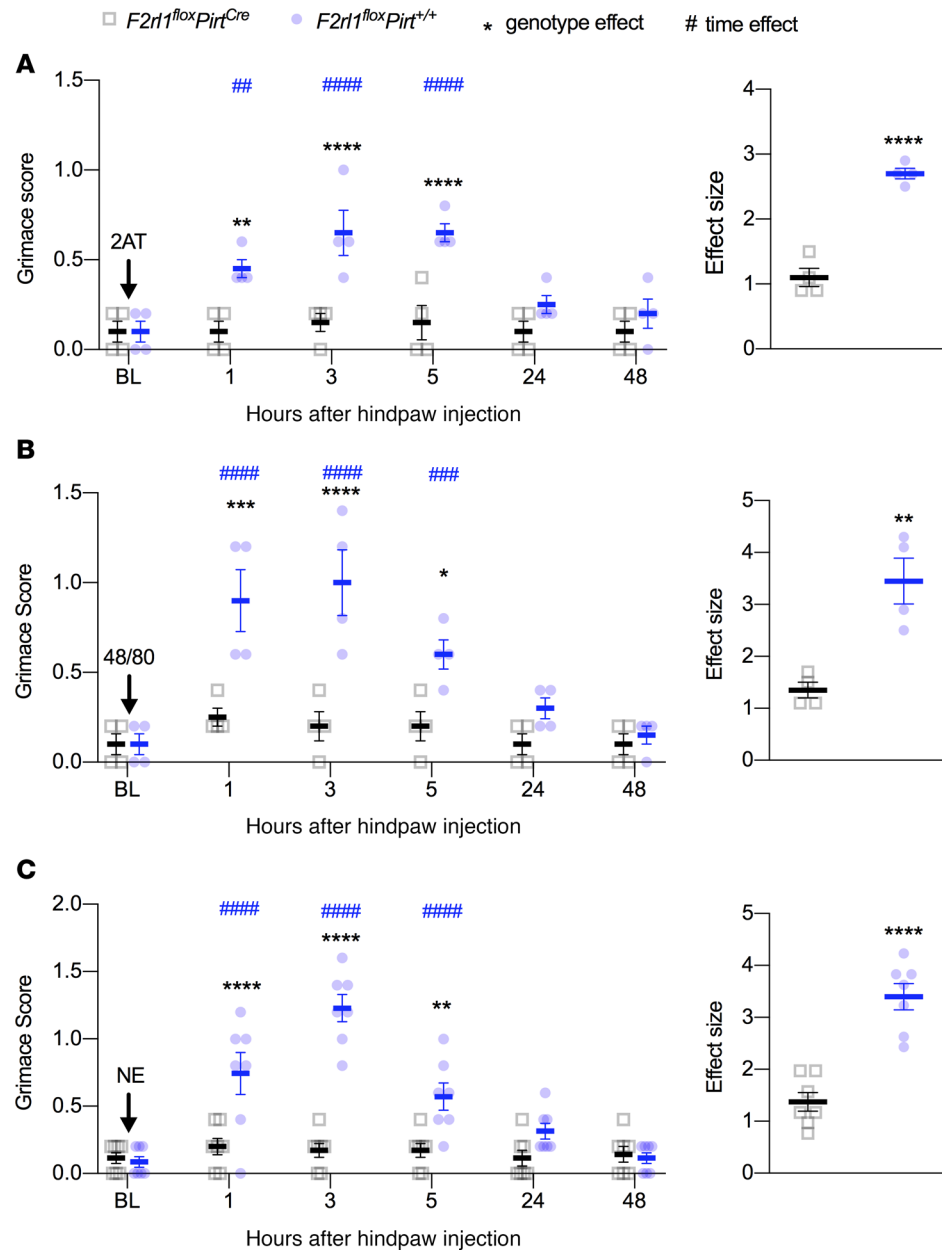 F2rl1floxPirtCre F2rl1floxPirt+/+ * genotype effect # time effect
A
1.5
1.0
0.5
0.0
Grimace score
## #### ####
** **** ****
2AT
BL 1 3 5 24 48
Hours after hindpaw injection
4
3
2
1
0
Effect size
****
B
1.5
1.0
0.5
0.0
Grimace Score
#### #### ###
*** **** *
48/80
BL 1 3 5 24 48
Hours after hindpaw injection
5
4
3
2
1
0
Effect size
**
C
2.0
1.5
1.0
0.5
0.0
Grimace Score
#### #### ####
**** **** **
NE
BL 1 3 5 24 48
Hours after hindpaw injection
5
4
3
2
1
0
Effect size
****